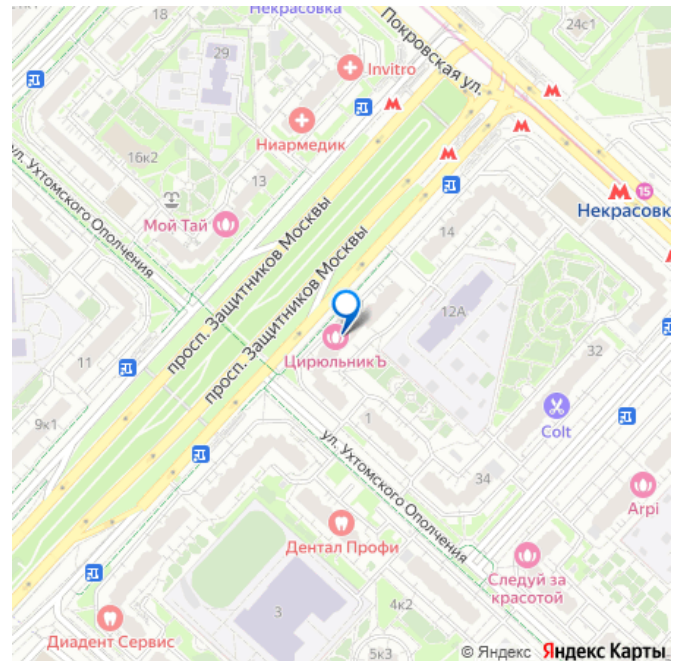 Некрасовка
18
24с1
29
Покровская ул.
Invitro
Ниармедик
16к2
13
15
Некрасовк
ул. Ухтомского Ополчения
Мой Тай
14
просп. Защитников Москвы
просп. Защитников Москвы
12А
ЦирюльникЪ
11
32
9к1
1
Colt
ул. Ухтомского Ополчения
34
Arpi
Дентал Профи
Следуй за
красотой
3
4к2
Диадент Сервис
5к3
© Яндекс Яндекс Карты